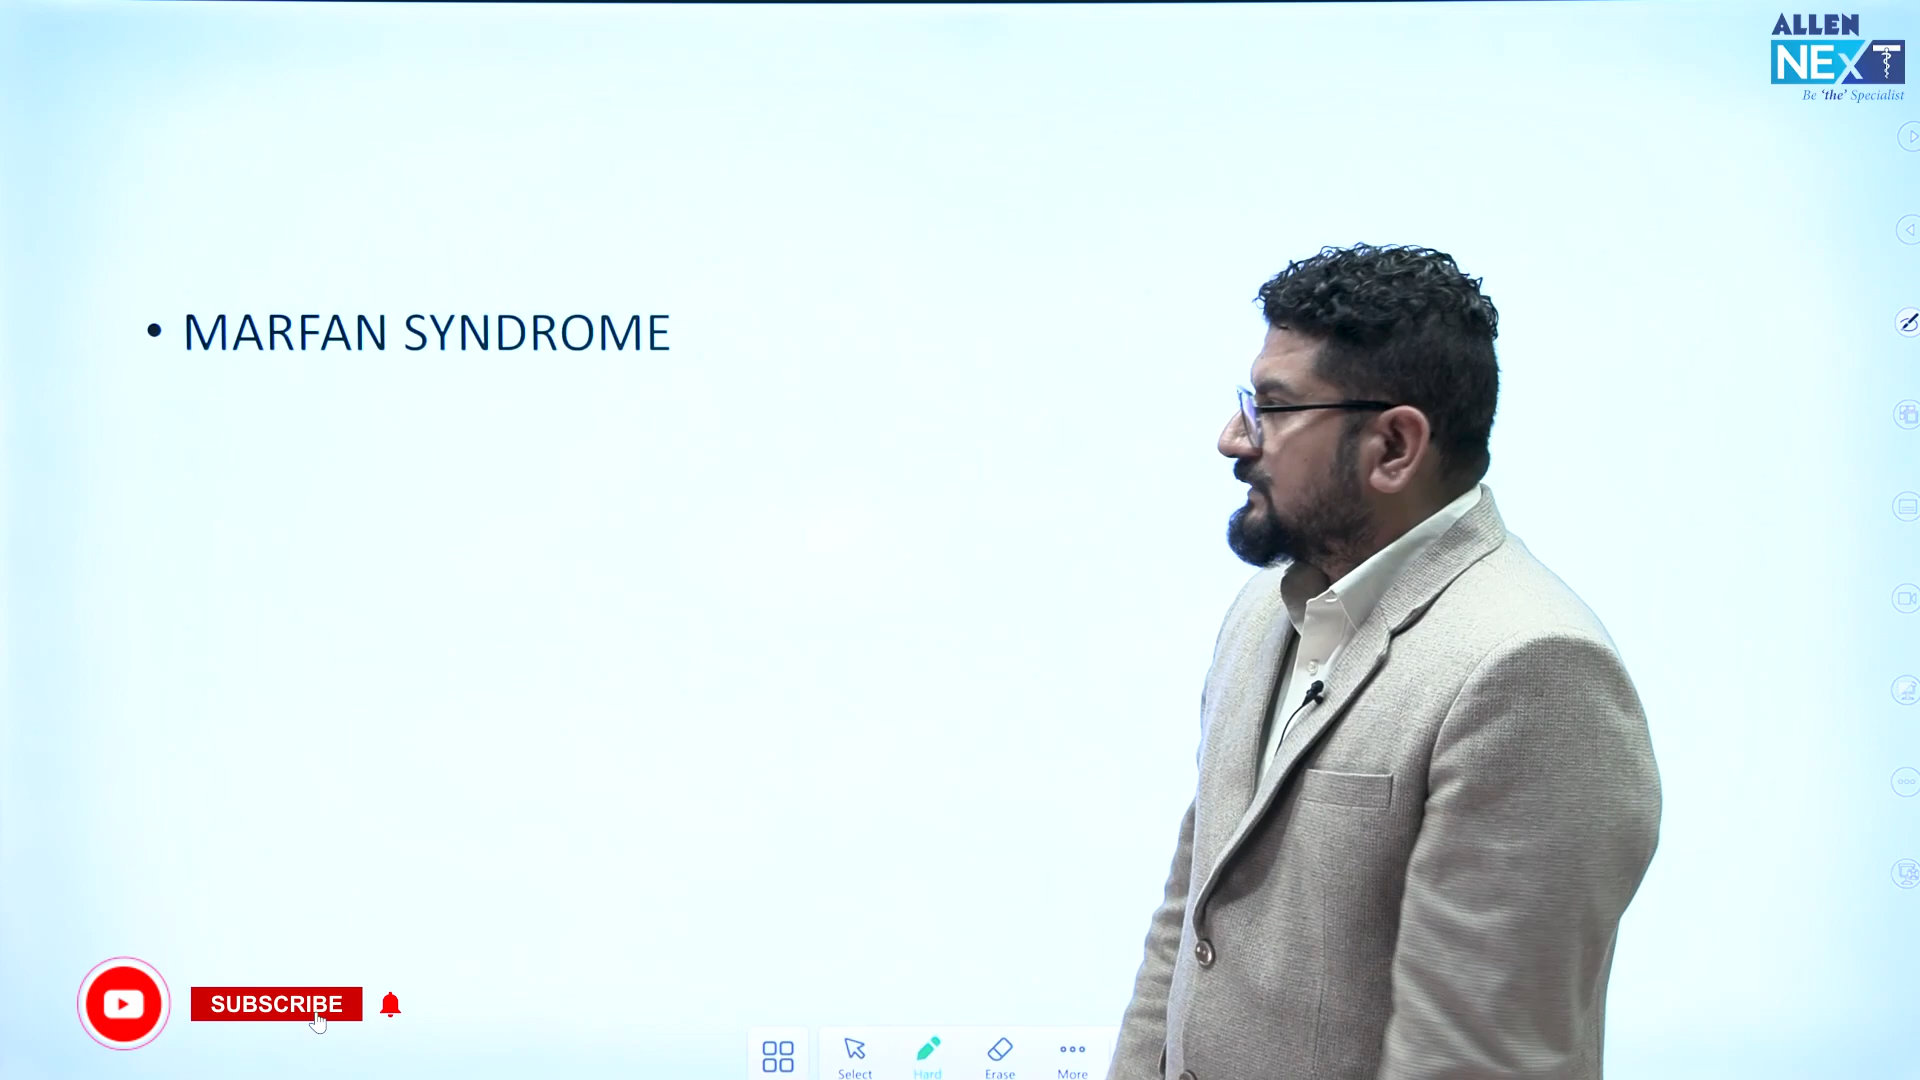 ALLEN
NEXT
Be 'the' Specialist
• MARFAN SYNDROME
SUBSCRIBE
Select
Hard
Erase
More